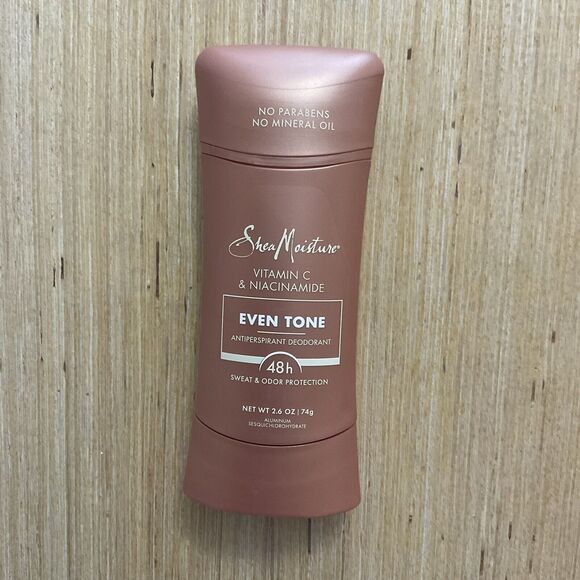 NO PARABENS
NO MINERAL OIL
SheaMoisture®
VITAMIN C
& NIACINAMIDE
EVEN TONE
ANTIPERSPIRANT DEODORANT
48h
SWEAT & ODOR PROTECTION
NET WT 2.6 OZ | 74g
ALUMINUM
SESQUICHLOROHYDRATE